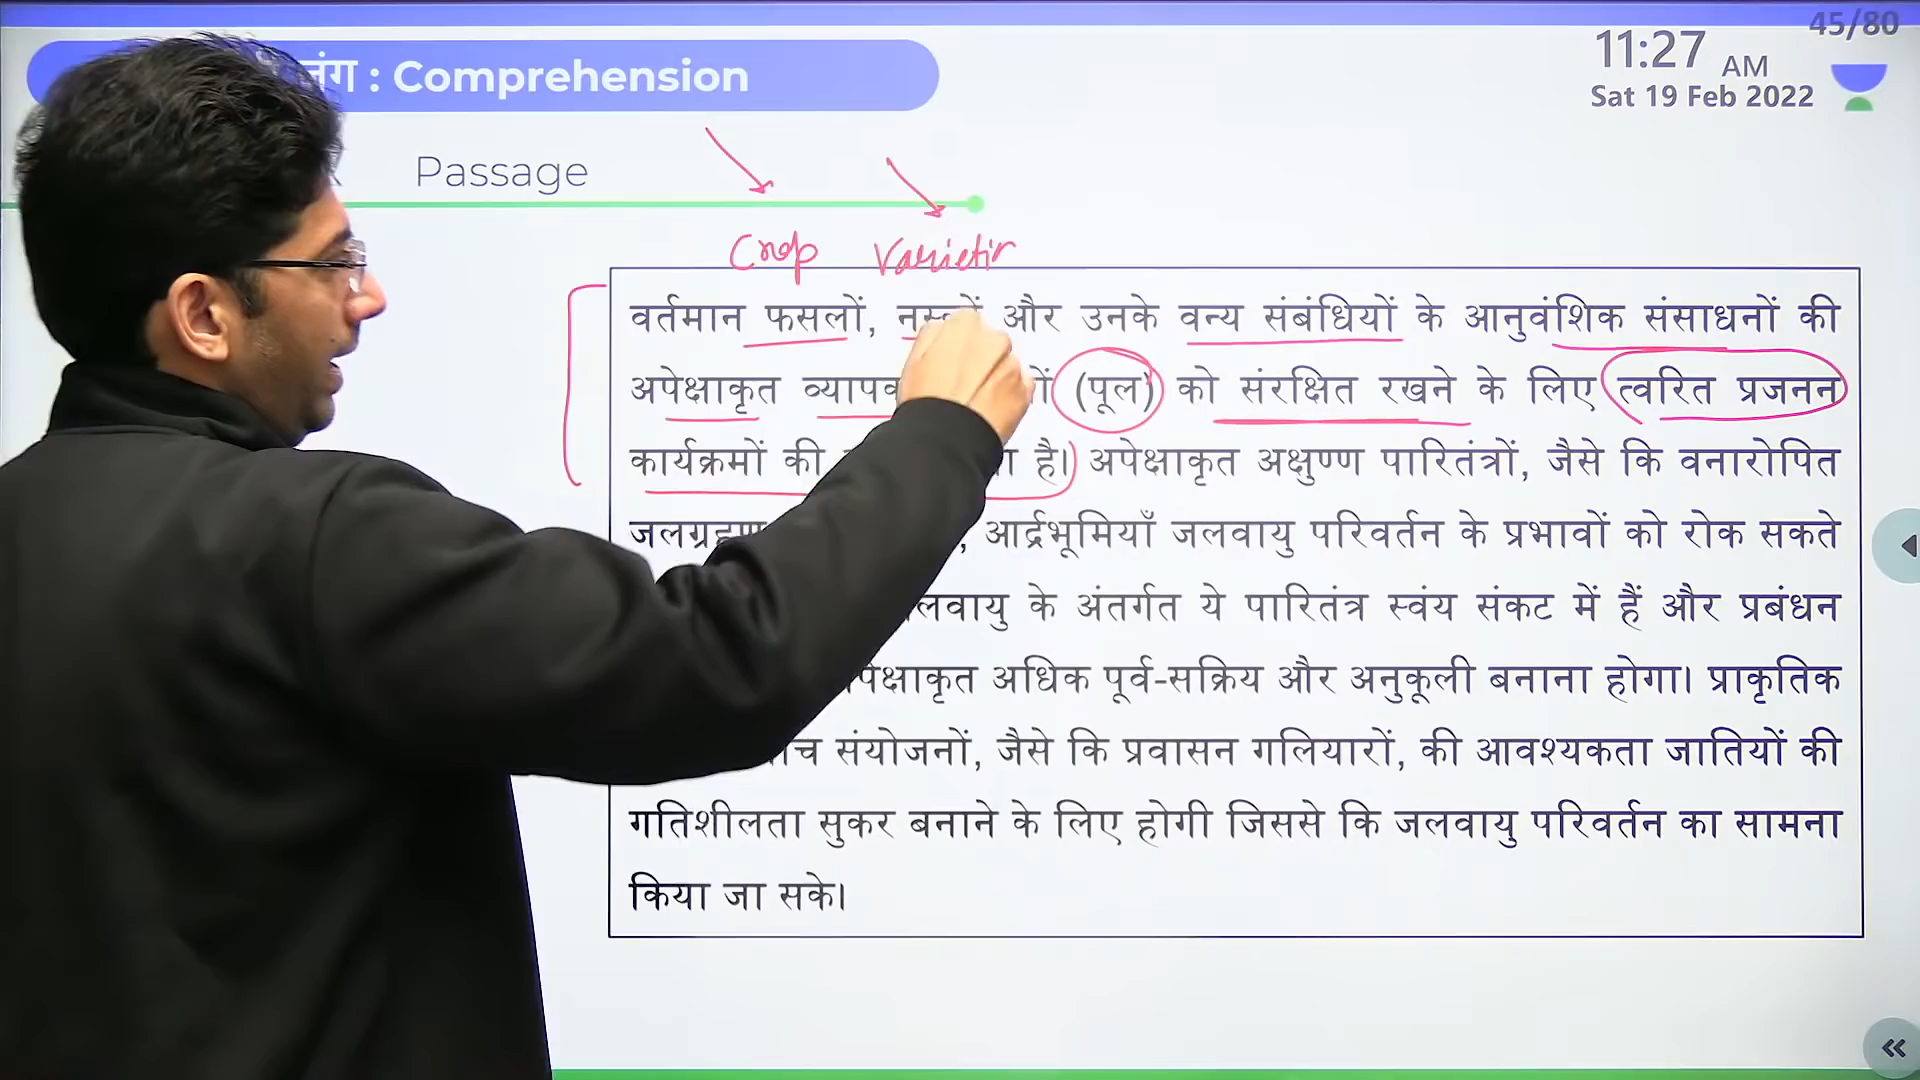 45/80
11:27 AM
Sat 19 Feb 2022
: Comprehension
Passage
Crop Varietir
वर्तमान फसलों, और उनके वन्य संबंधियों के आनुवंशिक संसाधनों की
अपेक्षाकृत (पूल) को संरक्षित रखने के लिए त्वरित प्रजनन
कार्यक्रमों की है। अपेक्षाकृत अक्षुण्ण पारितंत्रों, जैसे कि वनारोपित
आर्द्रभूमियाँ जलवायु परिवर्तन के प्रभावों को रोक सकते
के अंतर्गत ये पारितंत्र स्वंय संकट में हैं और प्रबंधन
अधिक पूर्व-सक्रिय और अनुकूली बनाना होगा। प्राकृतिक
संयोजनों, जैसे कि प्रवासन गलियारों, की आवश्यकता जातियों की
गतिशीलता सुकर बनाने के लिए होगी जिससे कि जलवायु परिवर्तन का सामना
किया जा सके।